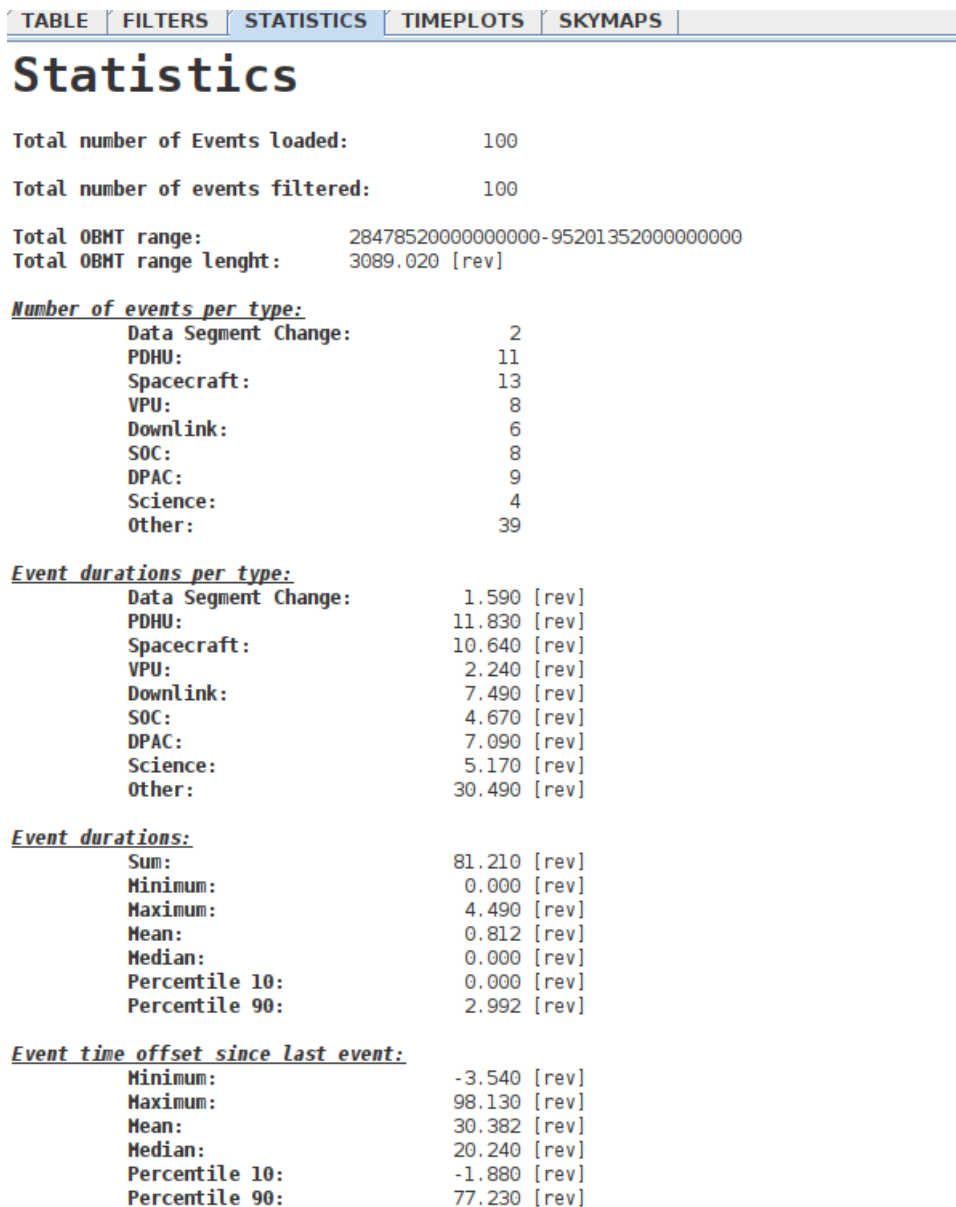 TABLE FILTERS STATISTICS TIMEPLOTS SKYMAPS
Statistics
Total number of Events loaded: 100
Total number of events filtered: 100
Total OBMT range: 28478520000000000-95201352000000000
Total OBMT range lenght: 3089.020 [rev]
Number of events per type:
Data Segment Change: 2
PDHU: 11
Spacecraft: 13
VPU: 8
Downlink: 6
SOC: 8
DPAC: 9
Science: 4
Other: 39
Event durations per type:
Data Segment Change: 1.590 [rev]
PDHU: 11.830 [rev]
Spacecraft: 10.640 [rev]
VPU: 2.240 [rev]
Downlink: 7.490 [rev]
SOC: 4.670 [rev]
DPAC: 7.090 [rev]
Science: 5.170 [rev]
Other: 30.490 [rev]
Event durations:
Sum: 81.210 [rev]
Minimum: 0.000 [rev]
Maximum: 4.490 [rev]
Mean: 0.812 [rev]
Median: 0.000 [rev]
Percentile 10: 0.000 [rev]
Percentile 90: 2.992 [rev]
Event time offset since last event:
Minimum: -3.540 [rev]
Maximum: 98.130 [rev]
Mean: 30.382 [rev]
Median: 20.240 [rev]
Percentile 10: -1.880 [rev]
Percentile 90: 77.230 [rev]